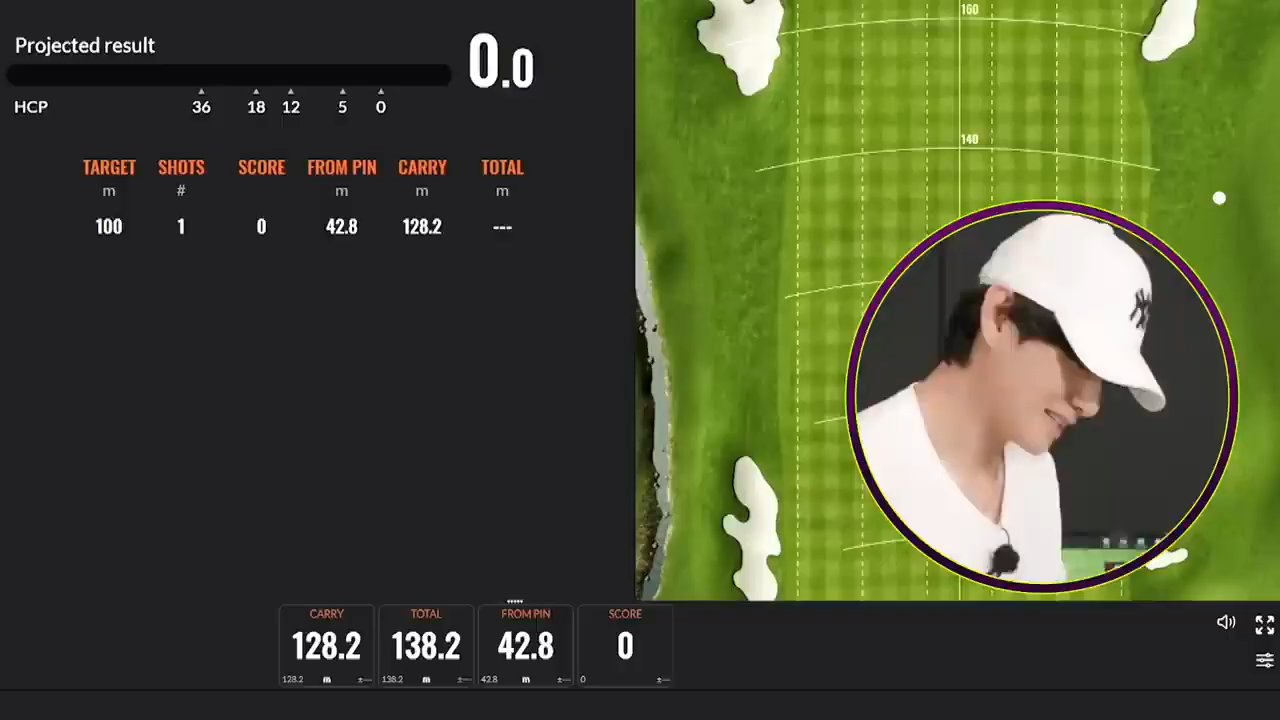 Projected result
0.0
HCP
36 18 12 5 0
TARGET SHOTS SCORE FROM PIN CARRY TOTAL
m # m m m
100 1 0 42.8 128.2 ---
160
140
NY
CARRY TOTAL FROM PIN SCORE
128.2 138.2 42.8 0
128.2 m ±--- 138.2 m ±--- 42.8 m ±--- 0 ±---